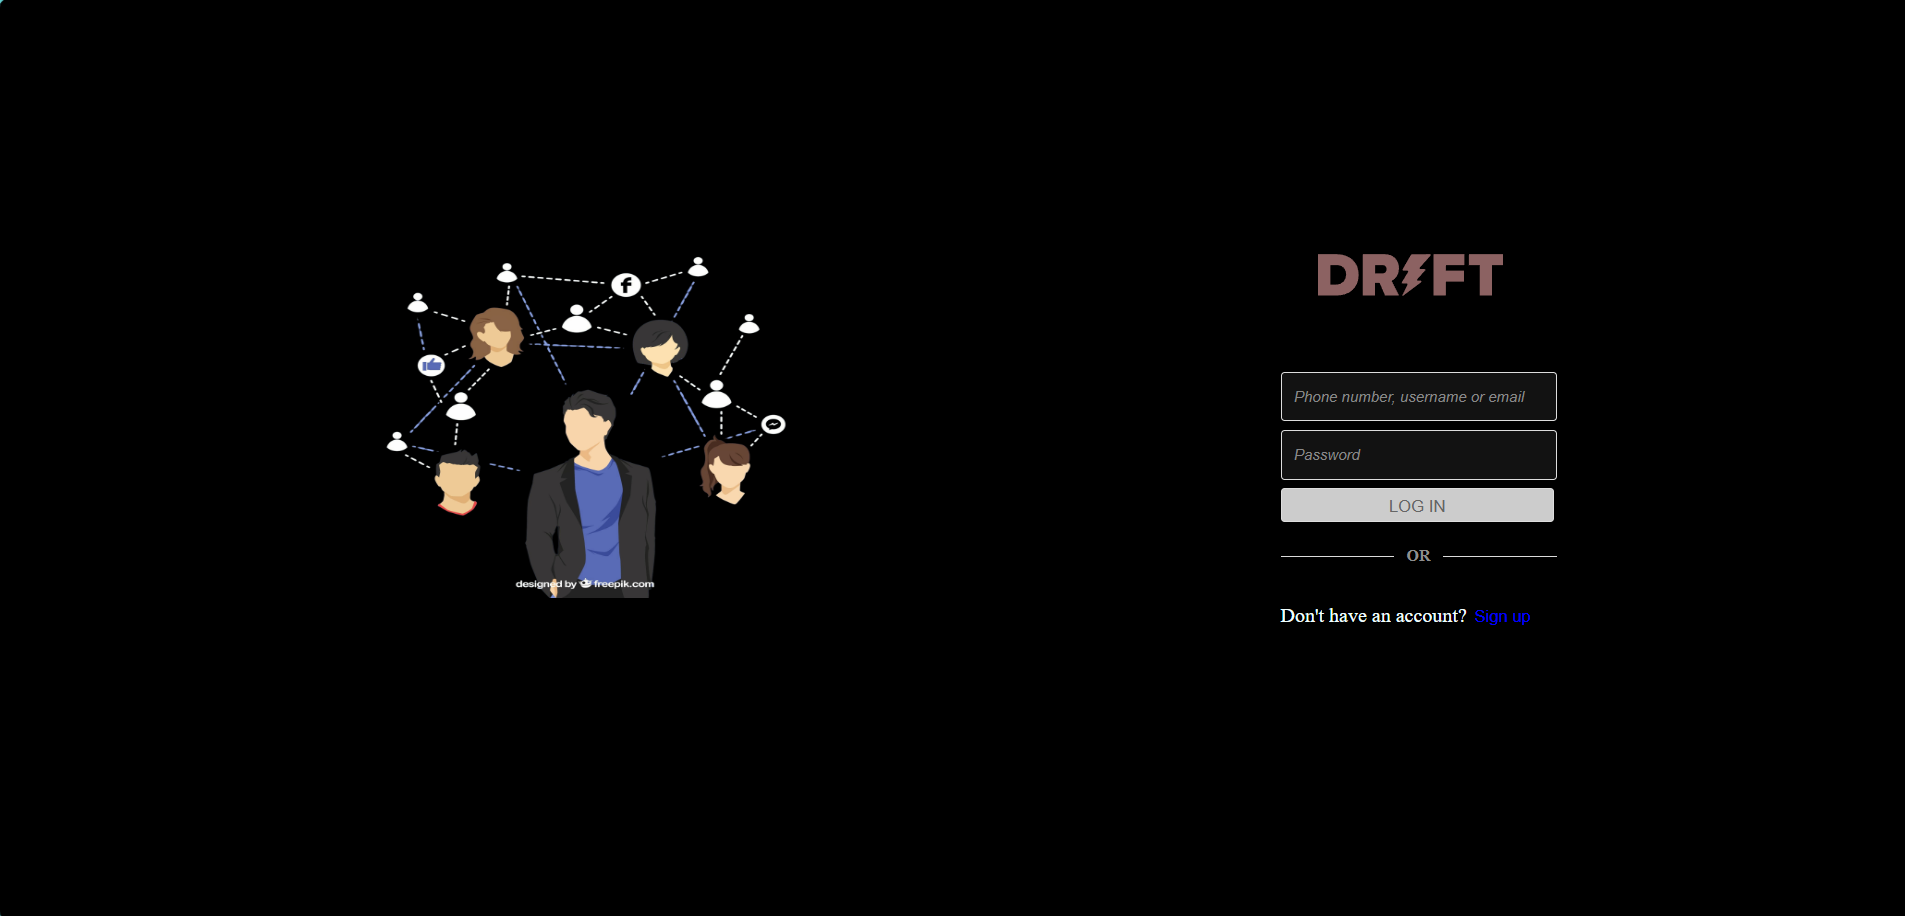 DRIFT
Phone number, username or email
Password
LOG IN
OR
Don't have an account? Sign up
f
designed by freepik.com